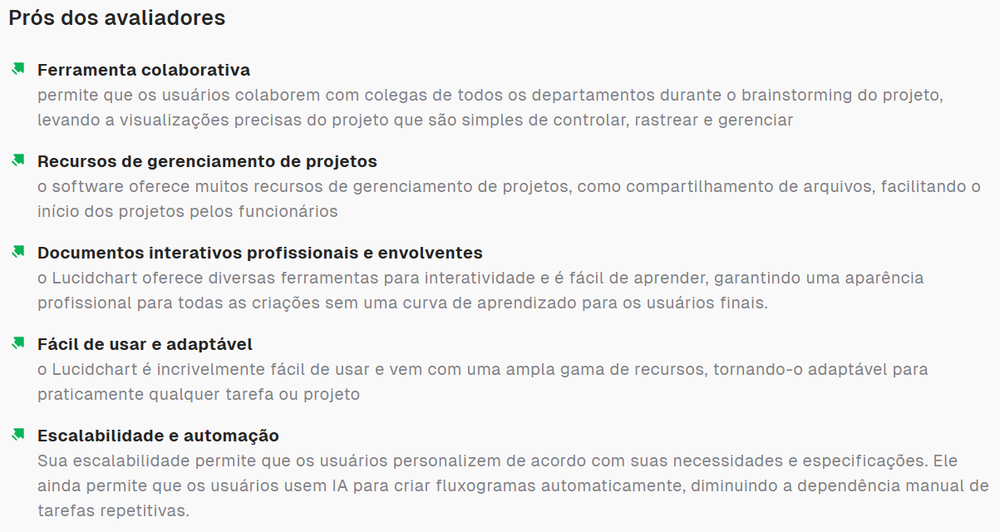 Prós dos avaliadores
Ferramenta colaborativa
permite que os usuários colaborem com colegas de todos os departamentos durante o brainstorming do projeto,
levando a visualizações precisas do projeto que são simples de controlar, rastrear e gerenciar
Recursos de gerenciamento de projetos
o software oferece muitos recursos de gerenciamento de projetos, como compartilhamento de arquivos, facilitando o
início dos projetos pelos funcionários
Documentos interativos profissionais e envolventes
o Lucidchart oferece diversas ferramentas para interatividade e é fácil de aprender, garantindo uma aparência
profissional para todas as criações sem uma curva de aprendizado para os usuários finais.
Fácil de usar e adaptável
o Lucidchart é incrivelmente fácil de usar e vem com uma ampla gama de recursos, tornando-o adaptável para
praticamente qualquer tarefa ou projeto
Escalabilidade e automação
Sua escalabilidade permite que os usuários personalizem de acordo com suas necessidades e especificações. Ele
ainda permite que os usuários usem IA para criar fluxogramas automaticamente, diminuindo a dependência manual de
tarefas repetitivas.